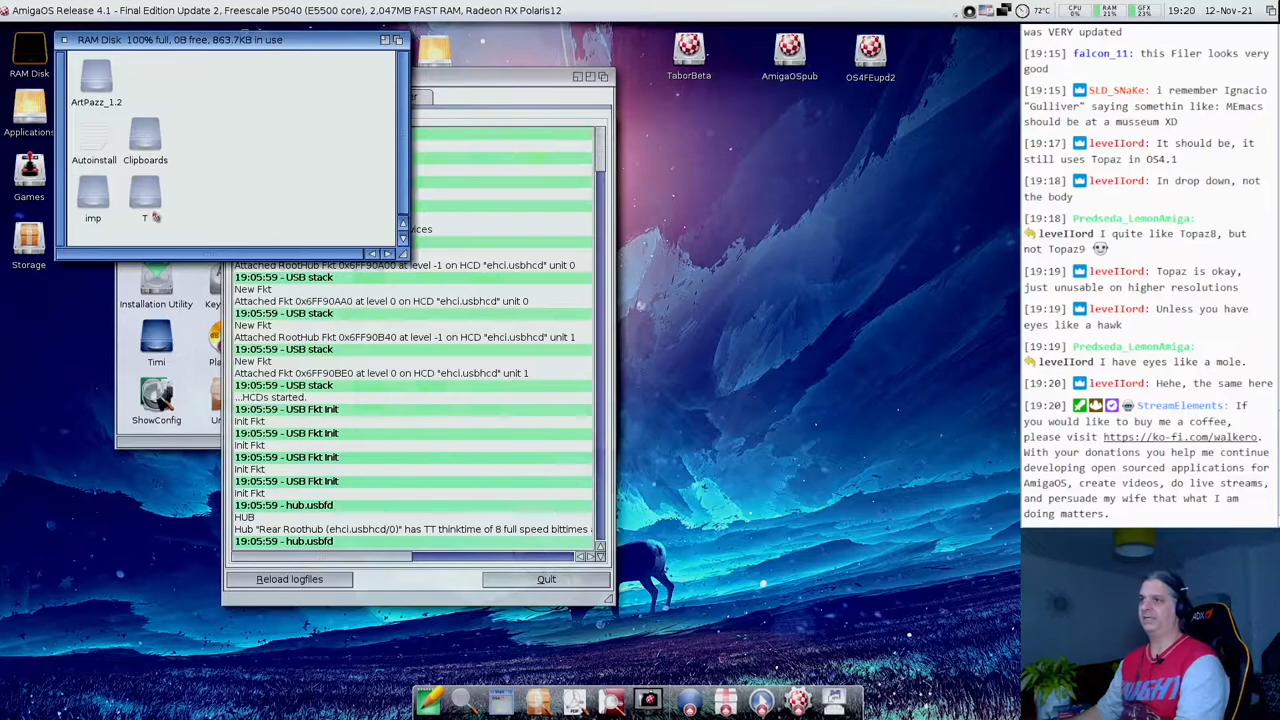 AmigaOS Release 4.1 - Final Edition Update 2, Freescale P5040 (E5500 core), 2,047MB FAST RAM, Radeon RX Polaris12
72°C
CPU
0%
RAM
21%
GFX
23%
19:20
12-Nov-21
RAM Disk
Applications
Games
Storage
RAM Disk 100% full, 0B free, 863.7KB in use
ArtPazz_1.2
Autoinstall
Clipboards
imp
T
TaborBeta
AmigaOSpub
OS4FEupd2
Installation Utility
Timi
ShowConfig
Attached RootHub Fkt 0x6FF90A00 at level -1 on HCD "ehci.usbhcd" unit 0
19:05:59 - USB stack
New Fkt
Attached Fkt 0x6FF90AA0 at level 0 on HCD "ehci.usbhcd" unit 0
19:05:59 - USB stack
New Fkt
Attached RootHub Fkt 0x6FF90B40 at level -1 on HCD "ehci.usbhcd" unit 1
19:05:59 - USB stack
New Fkt
Attached Fkt 0x6FF90BE0 at level 0 on HCD "ehci.usbhcd" unit 1
19:05:59 - USB stack
...HCDs started.
19:05:59 - USB Fkt Init
Init Fkt
19:05:59 - USB Fkt Init
Init Fkt
19:05:59 - USB Fkt Init
Init Fkt
19:05:59 - USB Fkt Init
Init Fkt
19:05:59 - hub.usbfd
HUB
Hub "Rear Roothub (ehci.usbhcd/0)" has TT thinktime of 8 full speed bittimes
19:05:59 - hub.usbfd
Reload logfiles
Quit
was VERY updated
[19:15] falcon_11: this Filer looks very
good
[19:15] SLD_SNaKe: i remember Ignacio
"Gulliver" saying somethin like: MEmacs
should be at a musseum XD
[19:17] leveIIord: It should be, it
still uses Topaz in OS4.1
[19:18] leveIIord: In drop down, not
the body
[19:18] Predseda_LemonAmiga:
leveIIord I quite like Topaz8, but
not Topaz9
[19:19] leveIIord: Topaz is okay,
just unusable on higher resolutions
[19:19] leveIIord: Unless you have
eyes like a hawk
[19:19] Predseda_LemonAmiga:
leveIIord I have eyes like a mole.
[19:20] leveIIord: Hehe, the same here
[19:20] StreamElements: If
you would like to buy me a coffee,
please visit https://ko-fi.com/walkero.
With your donations you help me continue
developing open sourced applications for
AmigaOS, create videos, do live streams,
and persuade my wife that what I am
doing matters.